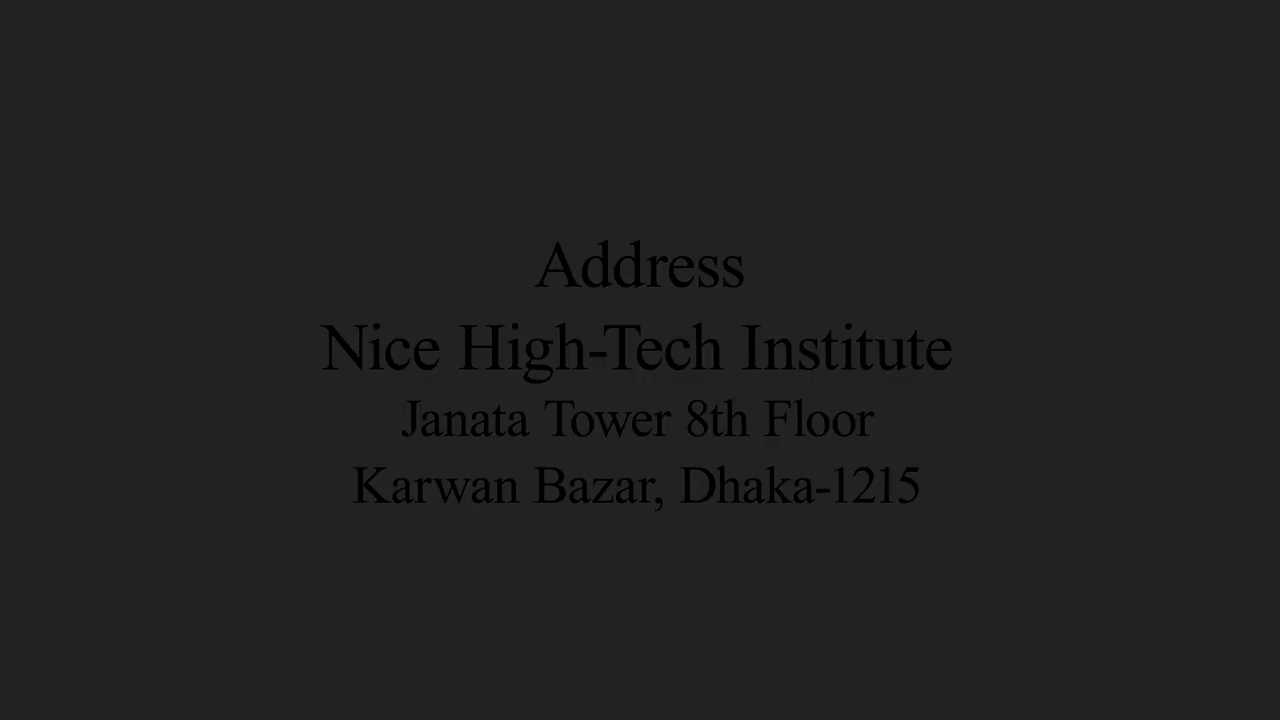 Address
Nice High-Tech Institute
Janata Tower 8th Floor
Karwan Bazar, Dhaka-1215